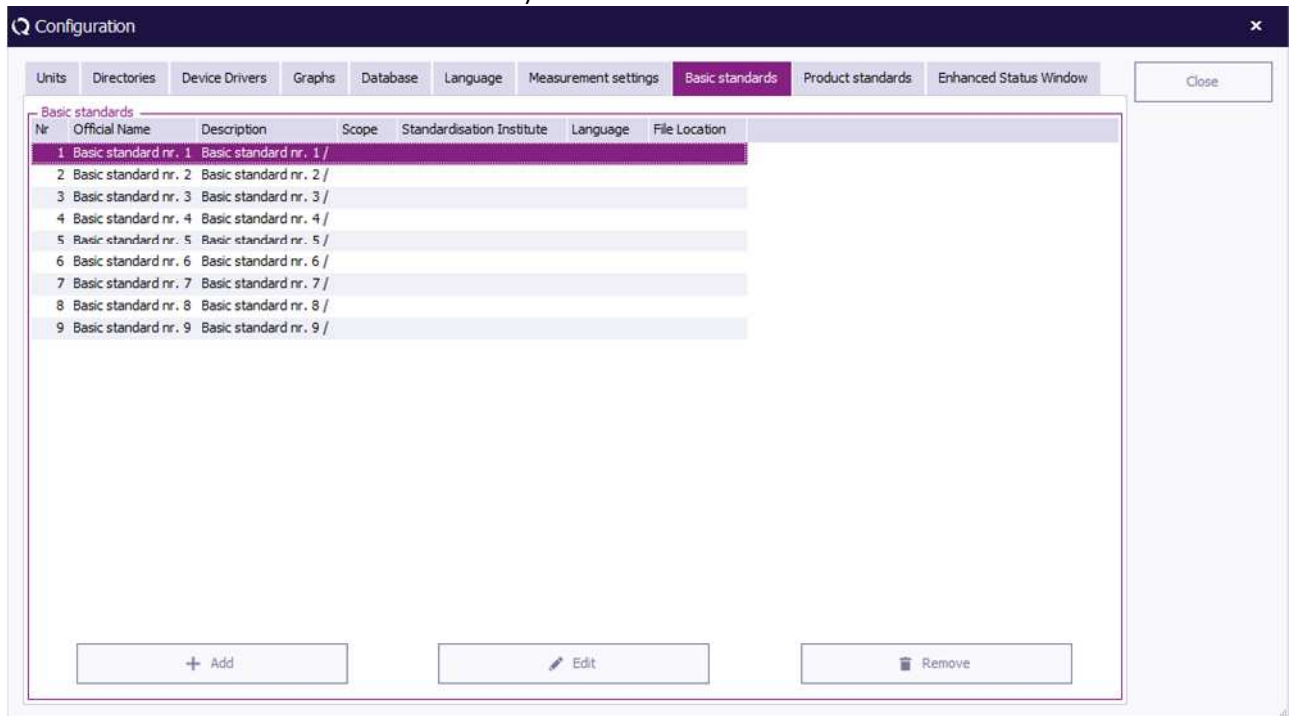 Configuration
Units Directories Device Drivers Graphs Database Language Measurement settings Basic standards Product standards Enhanced Status Window Close
Basic standards
Nr Official Name Description Scope Standardisation Institute Language File Location
1 Basic standard nr. 1 Basic standard nr. 1 /
2 Basic standard nr. 2 Basic standard nr. 2 /
3 Basic standard nr. 3 Basic standard nr. 3 /
4 Basic standard nr. 4 Basic standard nr. 4 /
5 Basic standard nr. 5 Basic standard nr. 5 /
6 Basic standard nr. 6 Basic standard nr. 6 /
7 Basic standard nr. 7 Basic standard nr. 7 /
8 Basic standard nr. 8 Basic standard nr. 8 /
9 Basic standard nr. 9 Basic standard nr. 9 /
+ Add Edit Remove